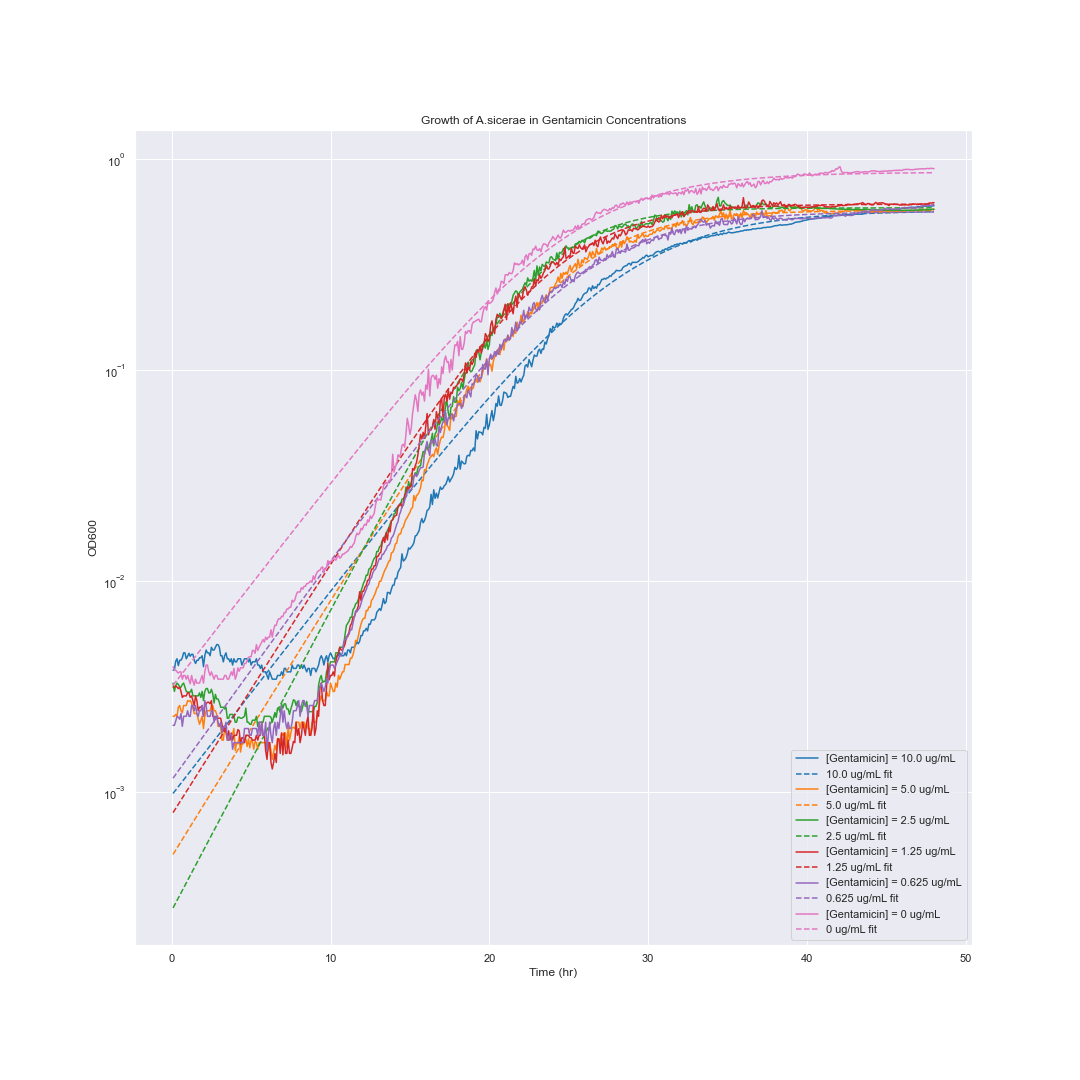 Growth of A.sicerae in Gentamicin Concentrations
10⁰
10⁻¹
10⁻²
10⁻³
OD600
0 10 20 30 40 50
Time (hr)
[Gentamicin] = 10.0 ug/mL
10.0 ug/mL fit
[Gentamicin] = 5.0 ug/mL
5.0 ug/mL fit
[Gentamicin] = 2.5 ug/mL
2.5 ug/mL fit
[Gentamicin] = 1.25 ug/mL
1.25 ug/mL fit
[Gentamicin] = 0.625 ug/mL
0.625 ug/mL fit
[Gentamicin] = 0 ug/mL
0 ug/mL fit